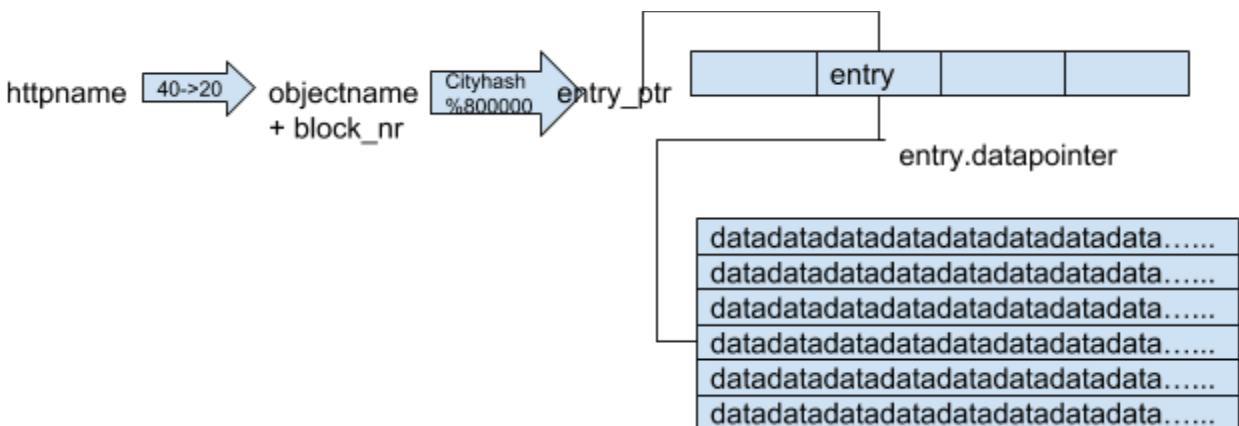 httpname
40->20
objectname
+ block_nr
Cityhash
%800000
entry_ptr
entry
entry.datapointer
datadatadatadatadatadatadatadata…...
datadatadatadatadatadatadatadata…...
datadatadatadatadatadatadatadata…...
datadatadatadatadatadatadatadata…...
datadatadatadatadatadatadatadata…...
datadatadatadatadatadatadatadata…...